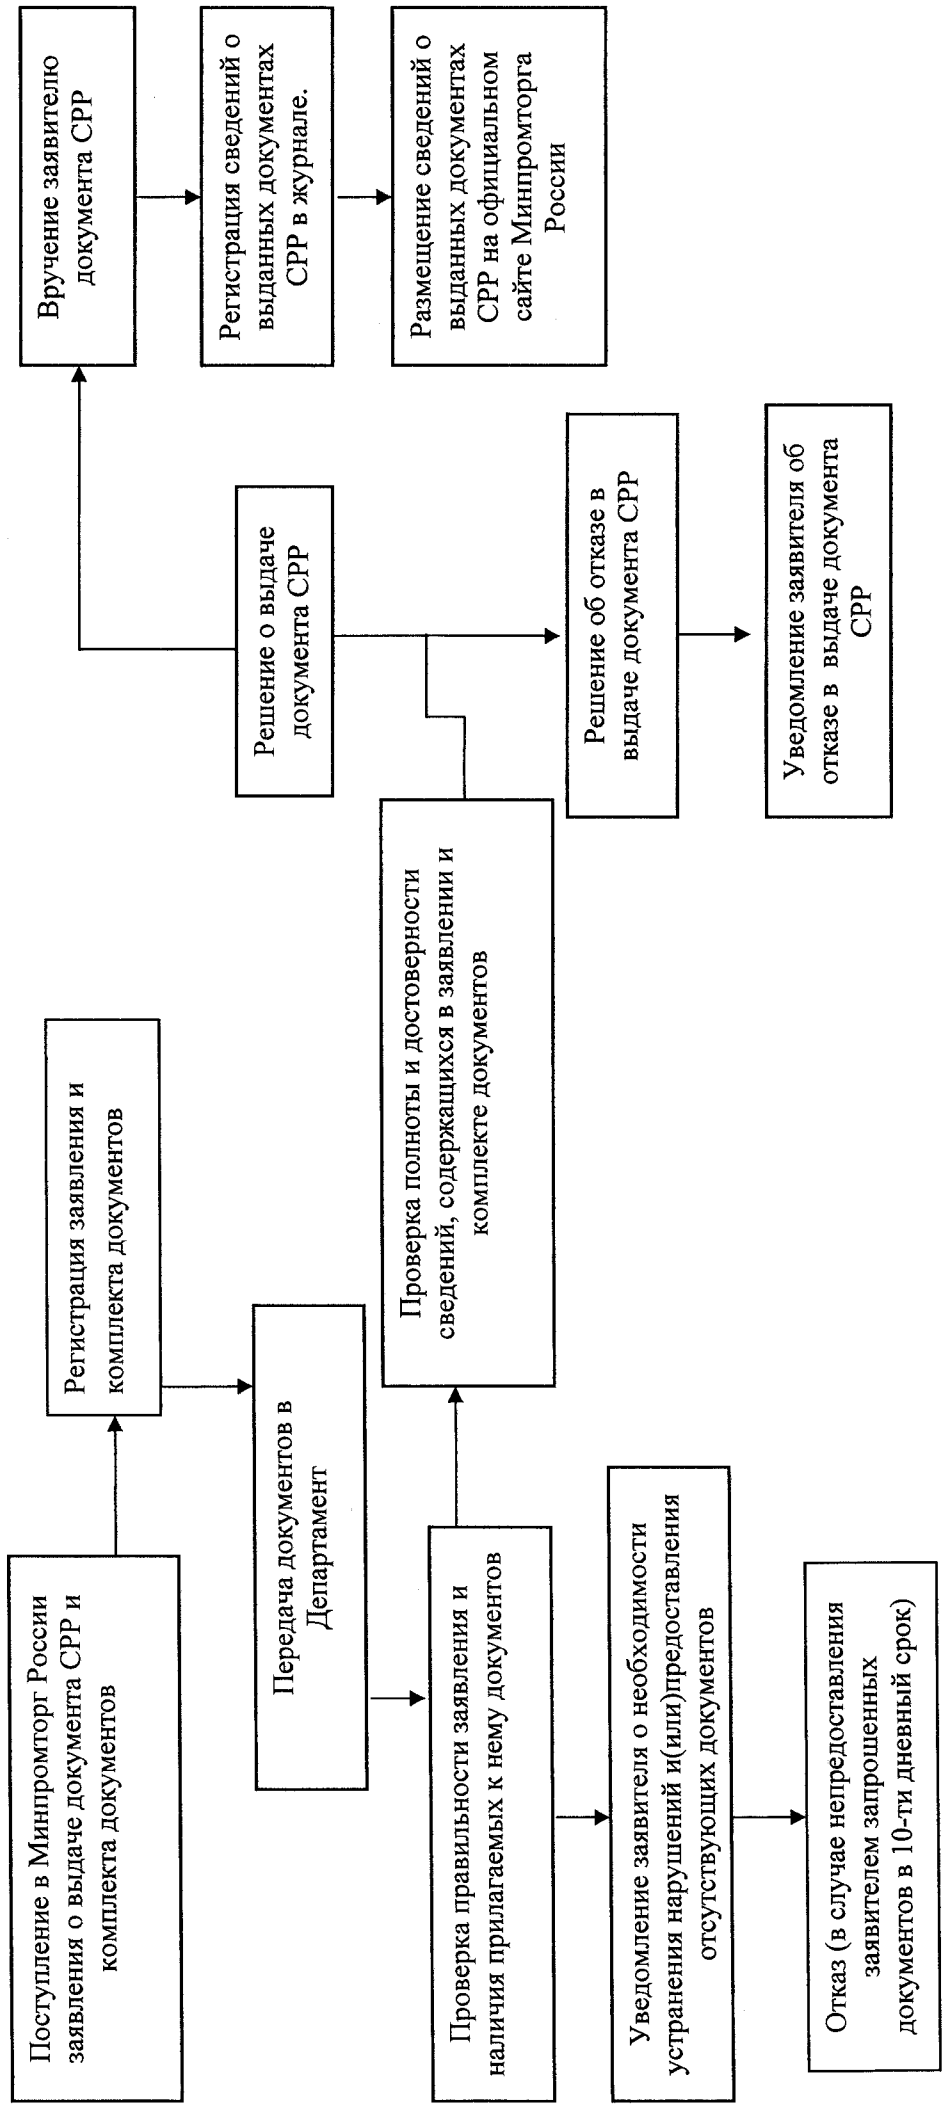 Поступление в Минпромторг России
заявления о выдаче документа СРР и
комплекта документов
Регистрация заявления и
комплекта документов
Передача документов в
Департамент
Проверка правильности заявления и
наличия прилагаемых к нему документов
Уведомление заявителя о необходимости
устранения нарушений и(или)предоставления
отсутствующих документов
Отказ (в случае непредоставления
заявителем запрошенных
документов в 10-ти дневный срок)
Проверка полноты и достоверности
сведений, содержащихся в заявлении и
комплекте документов
Решение о выдаче
документа СРР
Решение об отказе в
выдаче документа СРР
Уведомление заявителя об
отказе в выдаче документа
СРР
Вручение заявителю
документа СРР
Регистрация сведений о
выданных документах
СРР в журнале.
Размещение сведений о
выданных документах
СРР на официальном
сайте Минпромторга
России